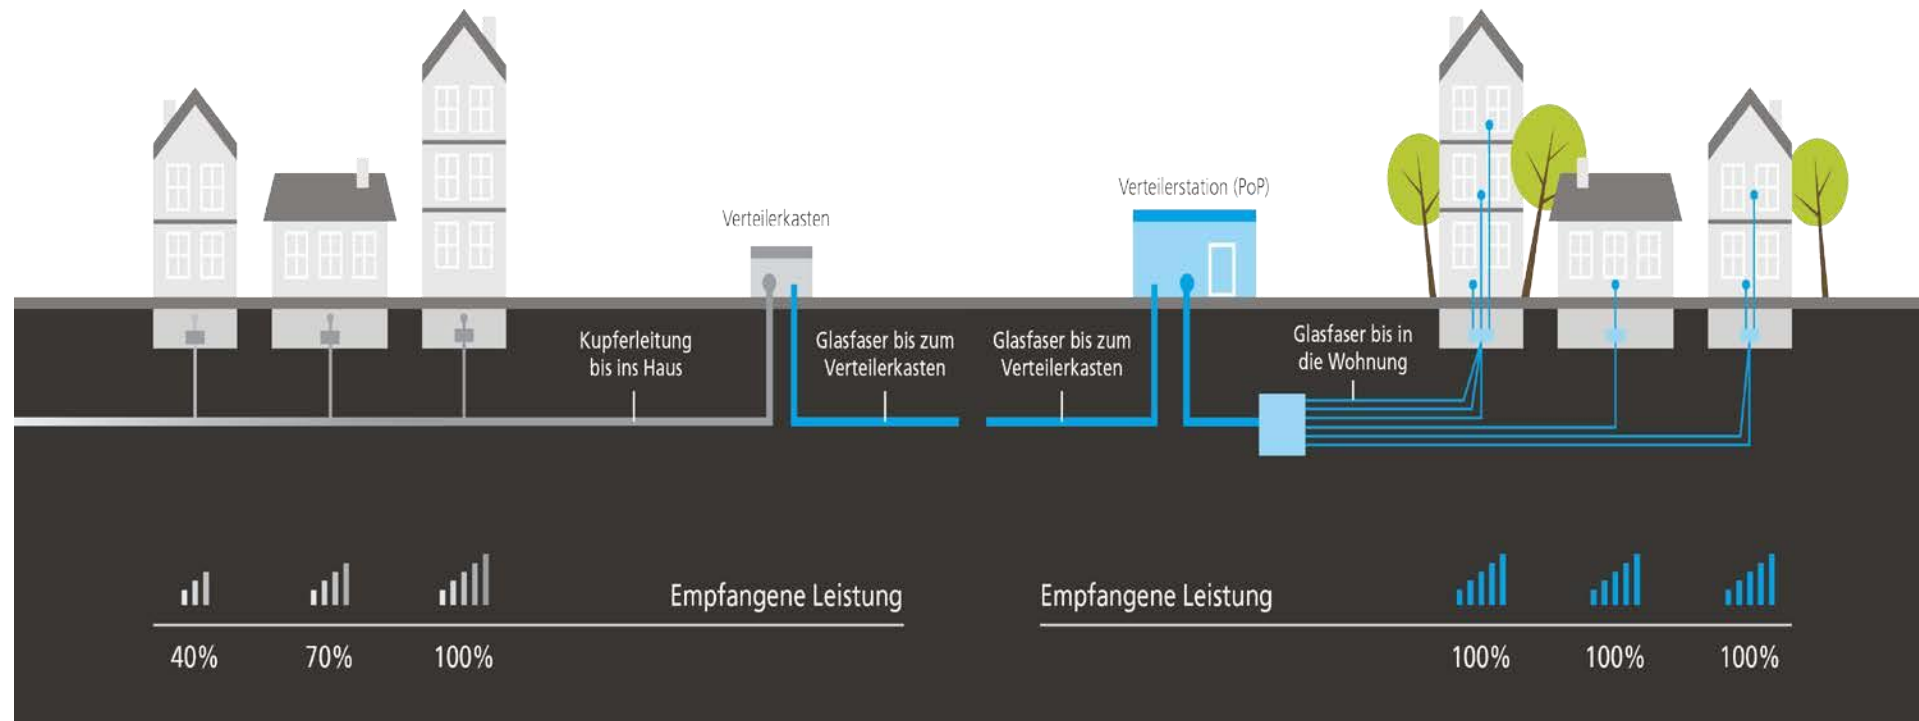 Verteilerkasten
Verteilerstation (PoP)
Kupferleitung
bis ins Haus
Glasfaser bis zum
Verteilerkasten
Glasfaser bis zum
Verteilerkasten
Glasfaser bis in
die Wohnung
Empfangene Leistung
40%
70%
100%
Empfangene Leistung
100%
100%
100%